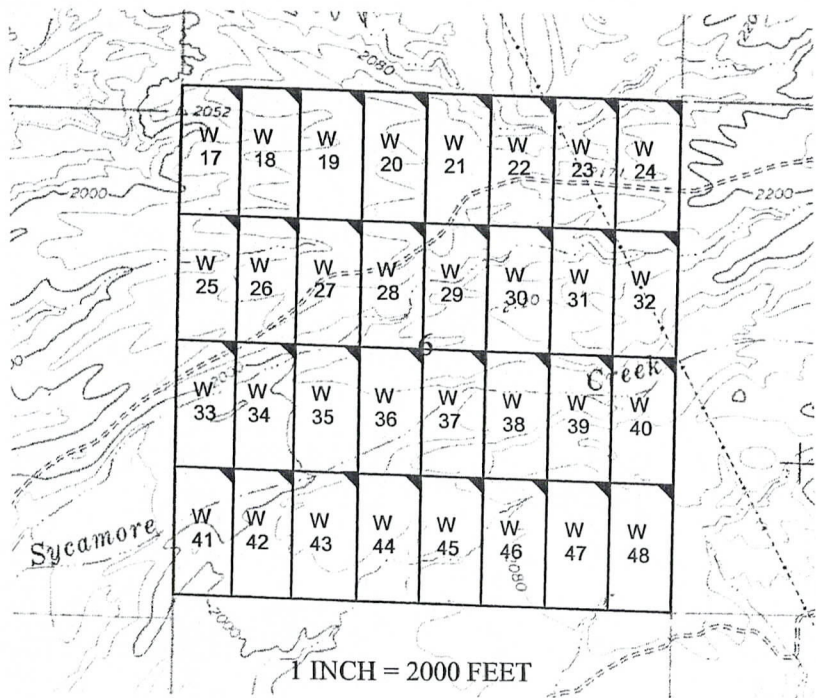 2080
2052
W 17
W 18
W 19
W 20
W 21
W 22
W 23
W 24
2000
2200
W 25
W 26
W 27
W 28
W 29
W 30
W 31
W 32
6
Creek
W 33
W 34
W 35
W 36
W 37
W 38
W 39
W 40
Sycamore
W 41
W 42
W 43
W 44
W 45
W 46
W 47
W 48
2080
2000
1 INCH = 2000 FEET